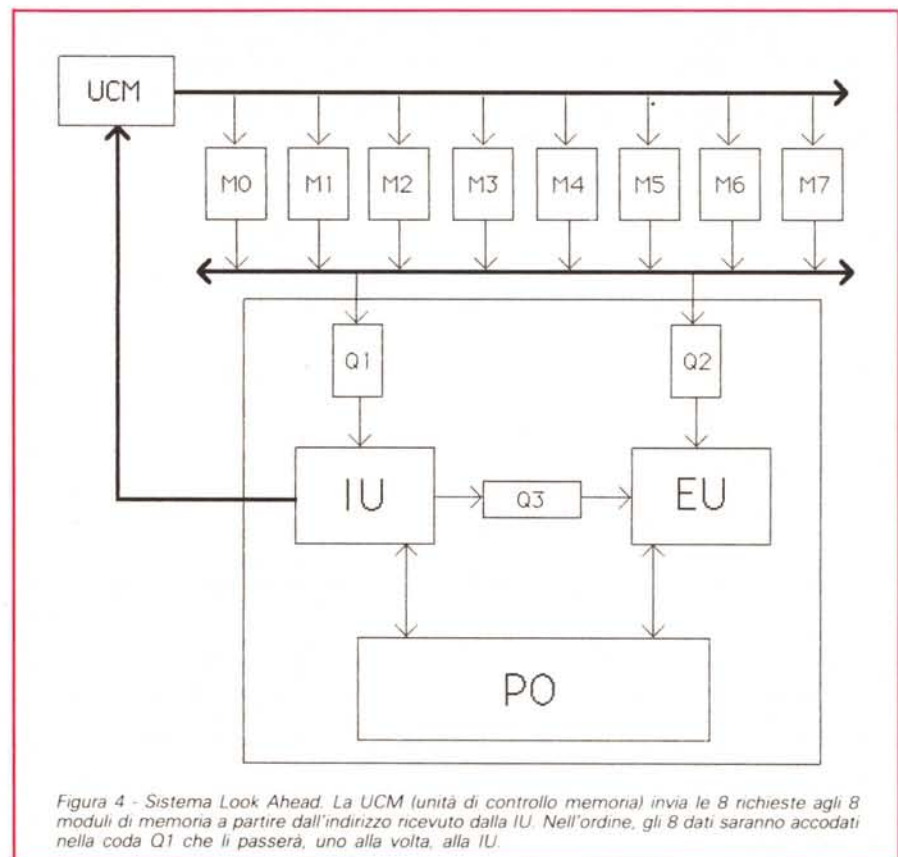 UCM
M0 M1 M2 M3 M4 M5 M6 M7
Q1 Q2
IU Q3 EU
PO
Figura 4 - Sistema Look Ahead. La UCM (unità di controllo memoria) invia le 8 richieste agli 8
moduli di memoria a partire dall'indirizzo ricevuto dalla IU. Nell'ordine, gli 8 dati saranno accodati
nella coda Q1 che li passerà, uno alla volta, alla IU.